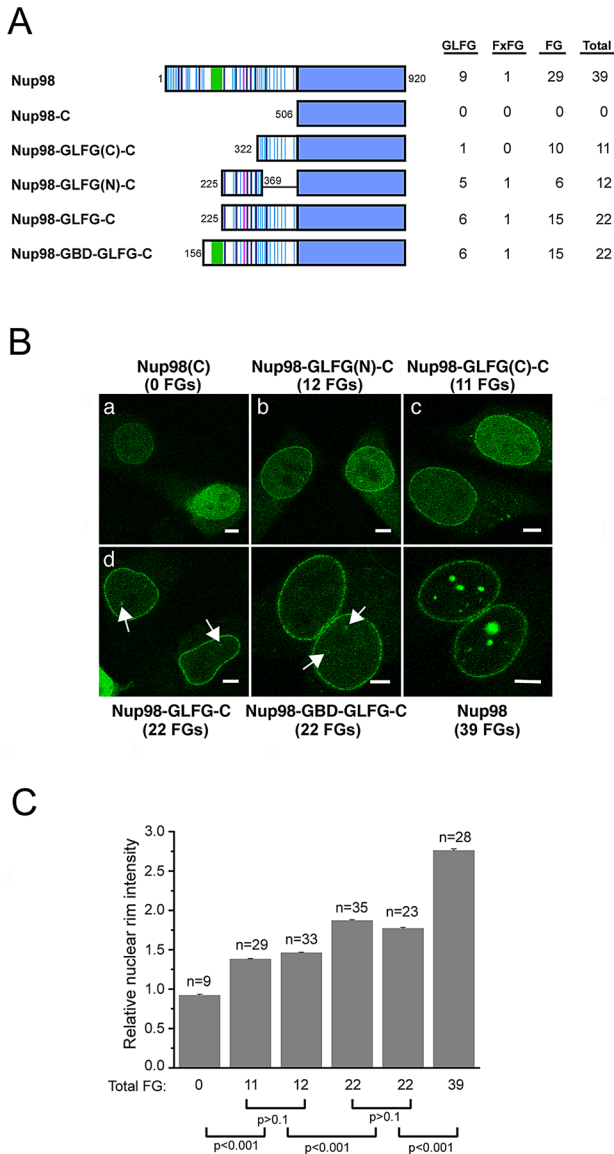 A
GLFG FxFG FG Total
Nup98 1 920 9 1 29 39
Nup98-C 506 0 0 0 0
Nup98-GLFG(C)-C 322 1 0 10 11
Nup98-GLFG(N)-C 225 369 5 1 6 12
Nup98-GLFG-C 225 6 1 15 22
Nup98-GBD-GLFG-C 156 6 1 15 22
B
Nup98(C) Nup98-GLFG(N)-C Nup98-GLFG(C)-C
(0 FGs) (12 FGs) (11 FGs)
a b c
d
Nup98-GLFG-C Nup98-GBD-GLFG-C Nup98
(22 FGs) (22 FGs) (39 FGs)
C
Relative nuclear rim intensity
3.0
2.5
2.0
1.5
1.0
0.5
0.0
n=9 n=29 n=33 n=35 n=23 n=28
Total FG: 0 11 12 22 22 39
p>0.1 p>0.1
p<0.001 p<0.001 p<0.001